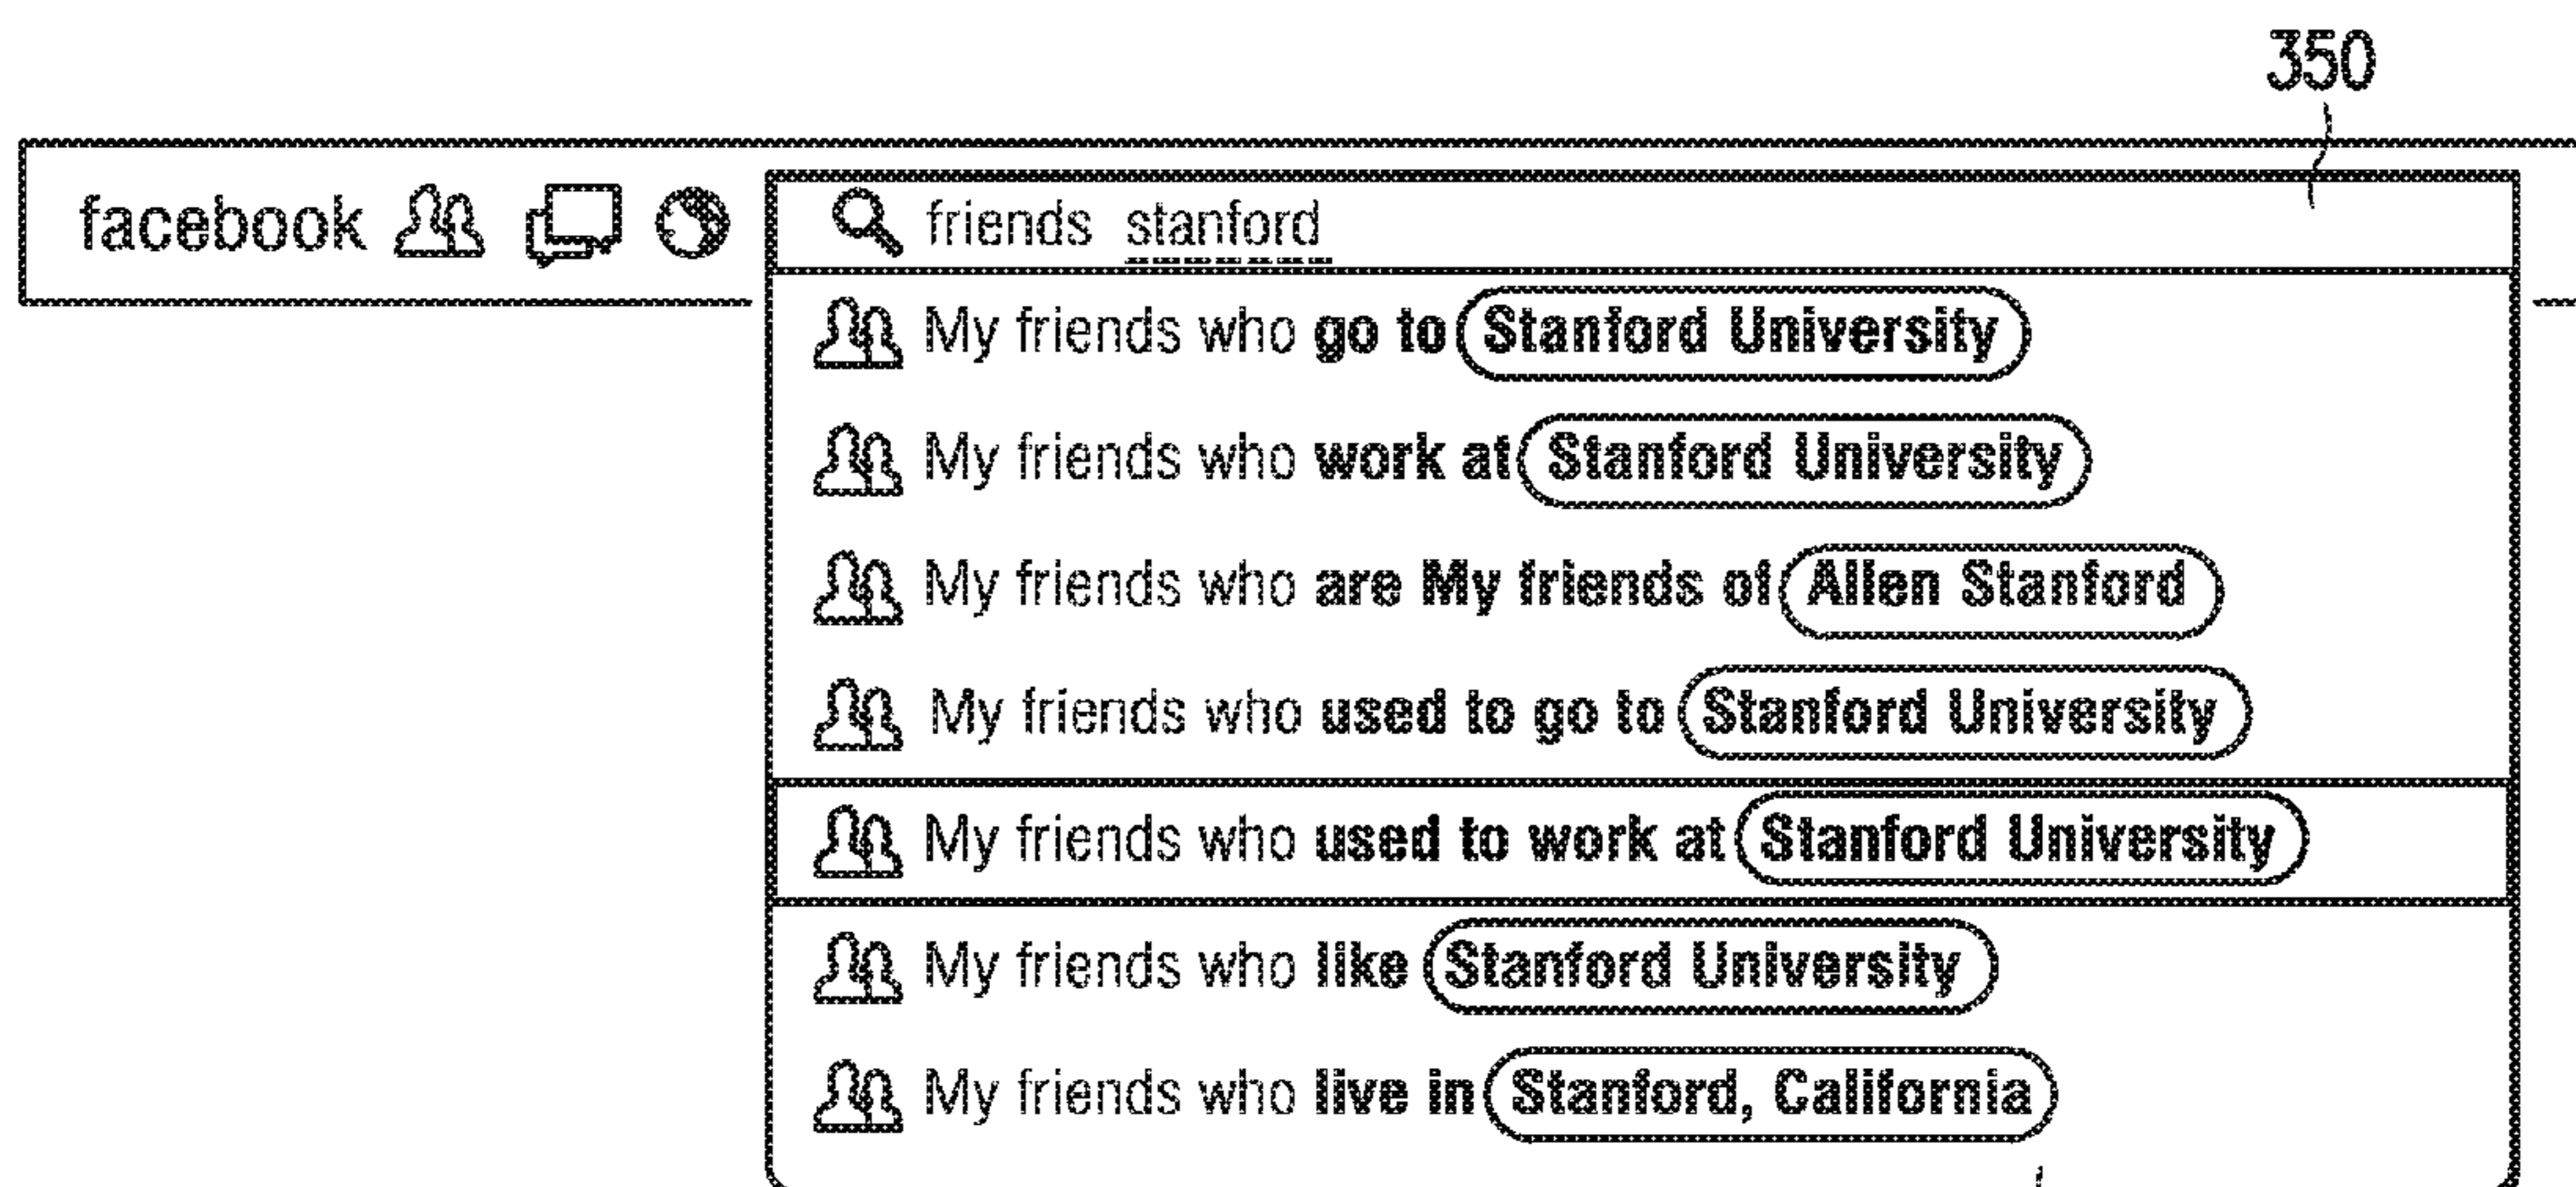 350
facebook friends stanford
My friends who go to Stanford University
My friends who work at Stanford University
My friends who are My friends of Allen Stanford
My friends who used to go to Stanford University
My friends who used to work at Stanford University
My friends who like Stanford University
My friends who live in Stanford, California